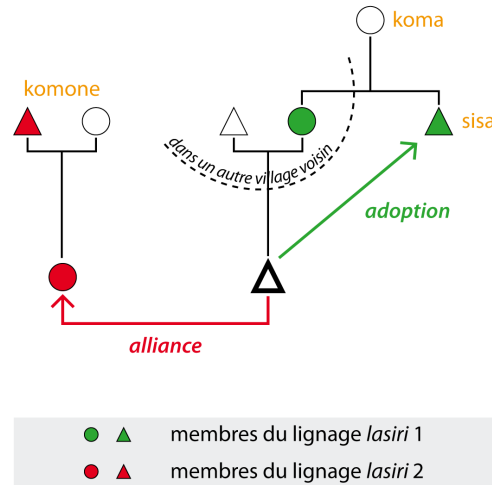 koma
komone
sisa
dans un autre village voisin
adoption
alliance
membres du lignage lasiri 1
membres du lignage lasiri 2